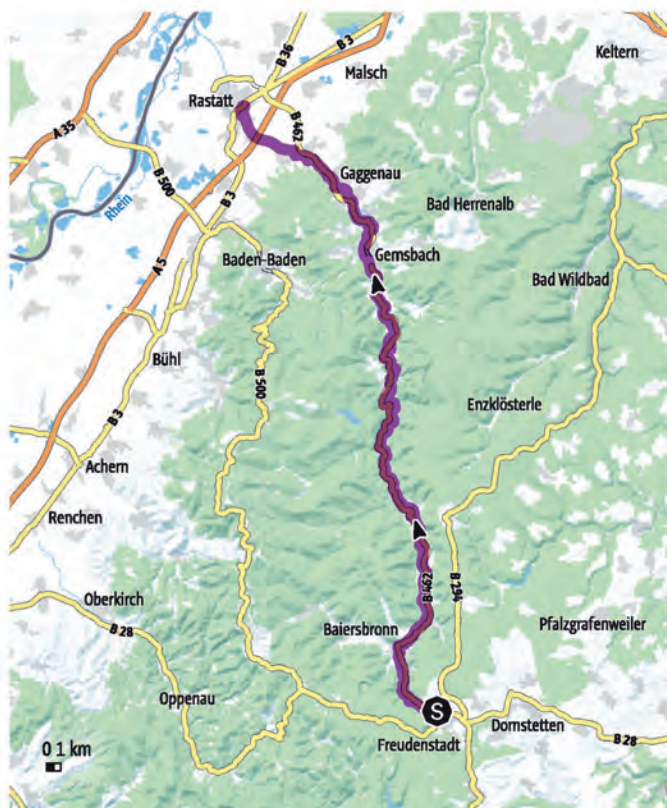 B 3
B 36
Keltern
Malsch
Rastatt
A 35
B 462
B 500
Gaggenau
Rhein
B 3
Bad Herrenalb
Gernsbach
Baden-Baden
A 5
Bad Wildbad
Bühl
B 500
Enzklösterle
B 3
Achern
Renchen
B 462
B 294
Oberkirch
B 28
Baiersbronn
Pfalzgrafenweiler
Oppenau
S
Dornstetten
B 28
Freudenstadt
0 1 km